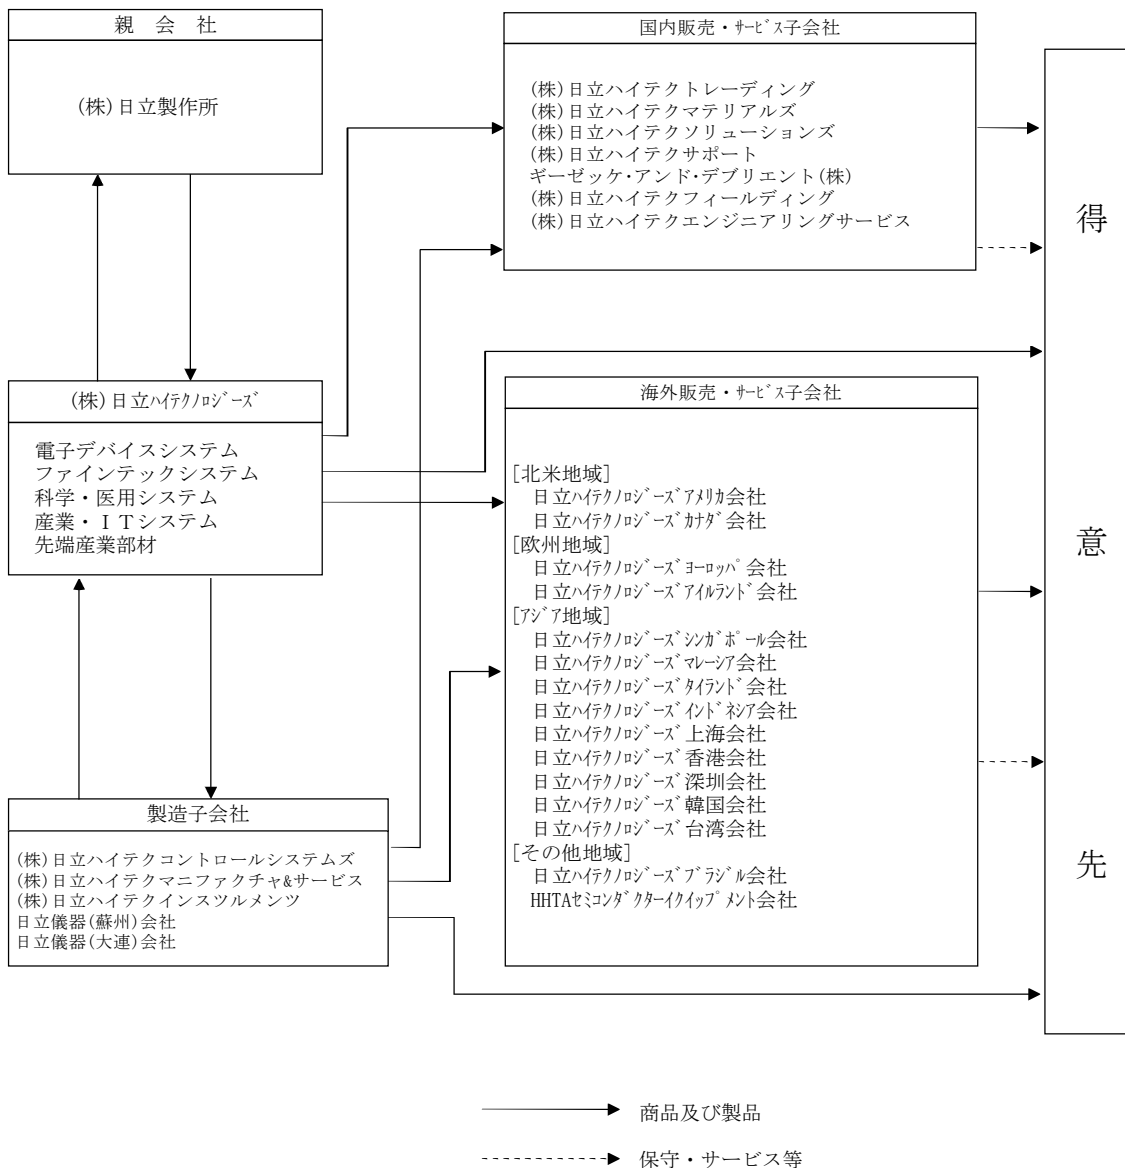 親　会　社
(株)日立製作所
国内販売・ｻｰﾋﾞｽ子会社
(株)日立ハイテクトレーディング
(株)日立ハイテクマテリアルズ
(株)日立ハイテクソリューションズ
(株)日立ハイテクサポート
ギーゼッケ･アンド･デブリエント(株)
(株)日立ハイテクフィールディング
(株)日立ハイテクエンジニアリングサービス
得
意
先
(株)日立ﾊｲﾃｸﾉﾛｼﾞｰｽﾞ
電子デバイスシステム
ファインテックシステム
科学・医用システム
産業・ＩＴシステム
先端産業部材
海外販売・ｻｰﾋﾞｽ子会社
[北米地域]
日立ﾊｲﾃｸﾉﾛｼﾞｰｽﾞｱﾒﾘｶ会社
日立ﾊｲﾃｸﾉﾛｼﾞｰｽﾞｶﾅﾀﾞ会社
[欧州地域]
日立ﾊｲﾃｸﾉﾛｼﾞｰｽﾞﾖｰﾛｯﾊﾟ会社
日立ﾊｲﾃｸﾉﾛｼﾞｰｽﾞｱｲﾙﾗﾝﾄﾞ会社
[ｱｼﾞｱ地域]
日立ﾊｲﾃｸﾉﾛｼﾞｰｽﾞｼﾝｶﾞﾎﾟｰﾙ会社
日立ﾊｲﾃｸﾉﾛｼﾞｰｽﾞﾏﾚｰｼｱ会社
日立ﾊｲﾃｸﾉﾛｼﾞｰｽﾞﾀｲﾗﾝﾄﾞ会社
日立ﾊｲﾃｸﾉﾛｼﾞｰｽﾞｲﾝﾄﾞﾈｼｱ会社
日立ﾊｲﾃｸﾉﾛｼﾞｰｽﾞ上海会社
日立ﾊｲﾃｸﾉﾛｼﾞｰｽﾞ香港会社
日立ﾊｲﾃｸﾉﾛｼﾞｰｽﾞ深圳会社
日立ﾊｲﾃｸﾉﾛｼﾞｰｽﾞ韓国会社
日立ﾊｲﾃｸﾉﾛｼﾞｰｽﾞ台湾会社
[その他地域]
日立ﾊｲﾃｸﾉﾛｼﾞｰｽﾞﾌﾞﾗｼﾞﾙ会社
HHTAｾﾐｺﾝﾀﾞｸﾀｰｲｸｲｯﾌﾟﾒﾝﾄ会社
製造子会社
(株)日立ハイテクコントロールシステムズ
(株)日立ハイテクマニファクチャ&サービス
(株)日立ハイテクインスツルメンツ
日立儀器(蘇州)会社
日立儀器(大連)会社
商品及び製品
保守・サービス等